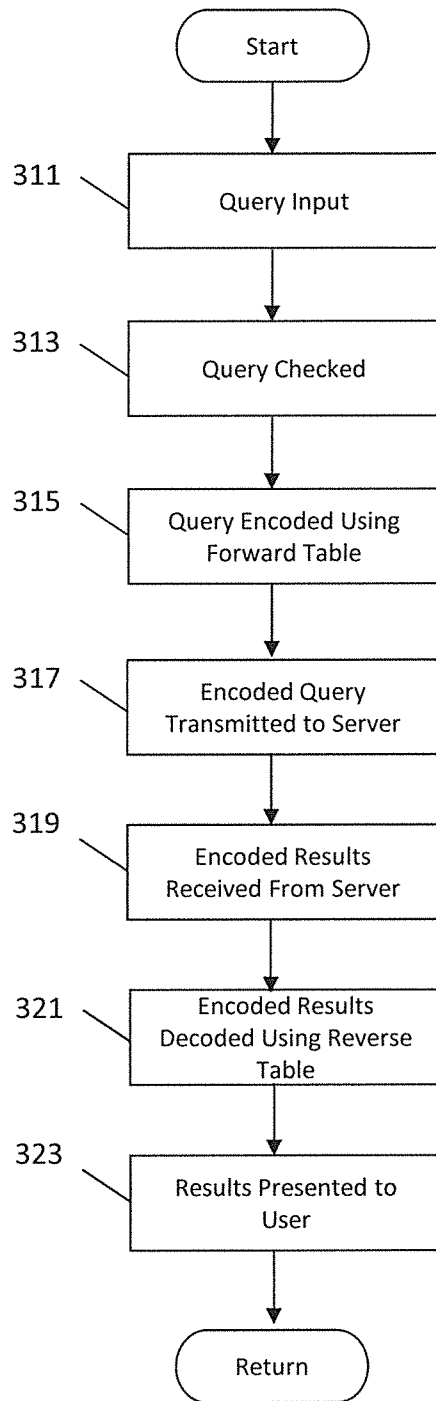 Start
311
Query Input
313
Query Checked
315
Query Encoded Using
Forward Table
317
Encoded Query
Transmitted to Server
319
Encoded Results
Received From Server
321
Encoded Results
Decoded Using Reverse
Table
323
Results Presented to
User
Return